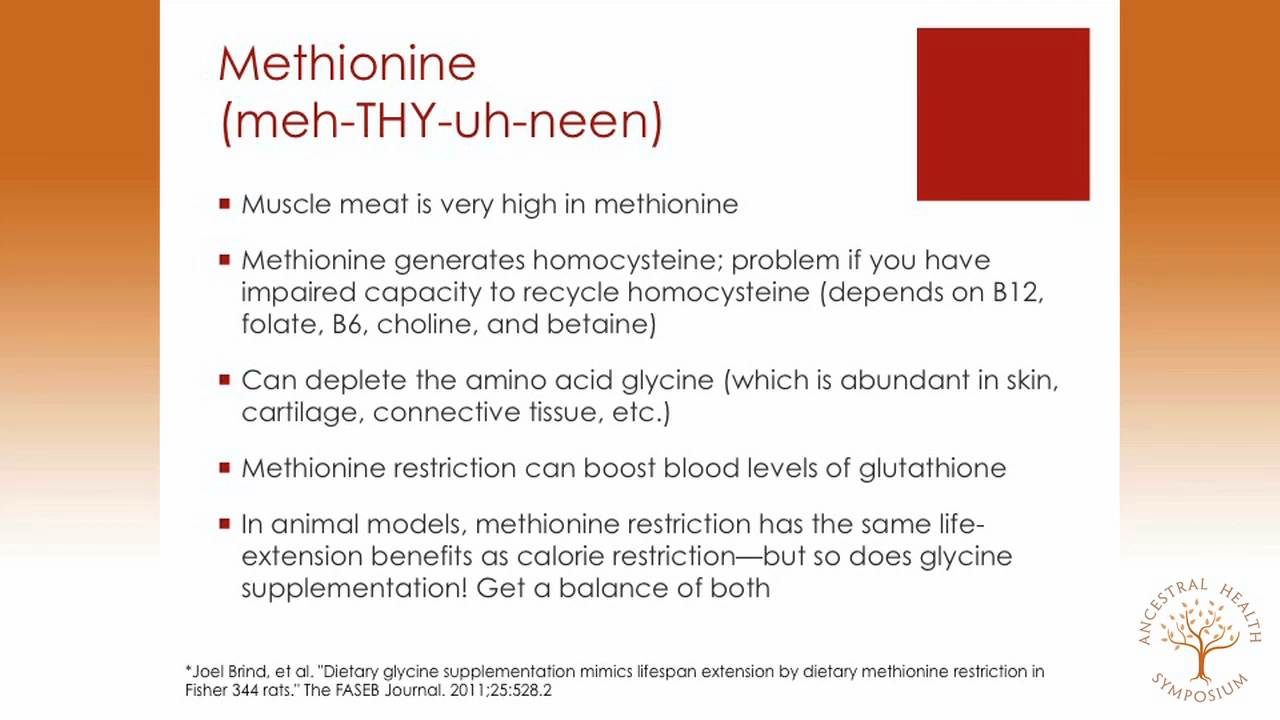 Methionine
(meh-THY-uh-neen)
Muscle meat is very high in methionine
Methionine generates homocysteine; problem if you have
impaired capacity to recycle homocysteine (depends on B12,
folate, B6, choline, and betaine)
Can deplete the amino acid glycine (which is abundant in skin,
cartilage, connective tissue, etc.)
Methionine restriction can boost blood levels of glutathione
In animal models, methionine restriction has the same life-
extension benefits as calorie restriction—but so does glycine
supplementation! Get a balance of both
*Joel Brind, et al. "Dietary glycine supplementation mimics lifespan extension by dietary methionine restriction in
Fisher 344 rats." The FASEB Journal. 2011;25:528.2
ANCESTRAL HEALTH
SYMPOSIUM